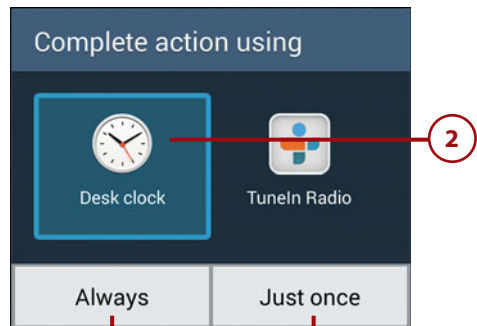 Complete action using
2
Desk clock TuneIn Radio
Always Just once